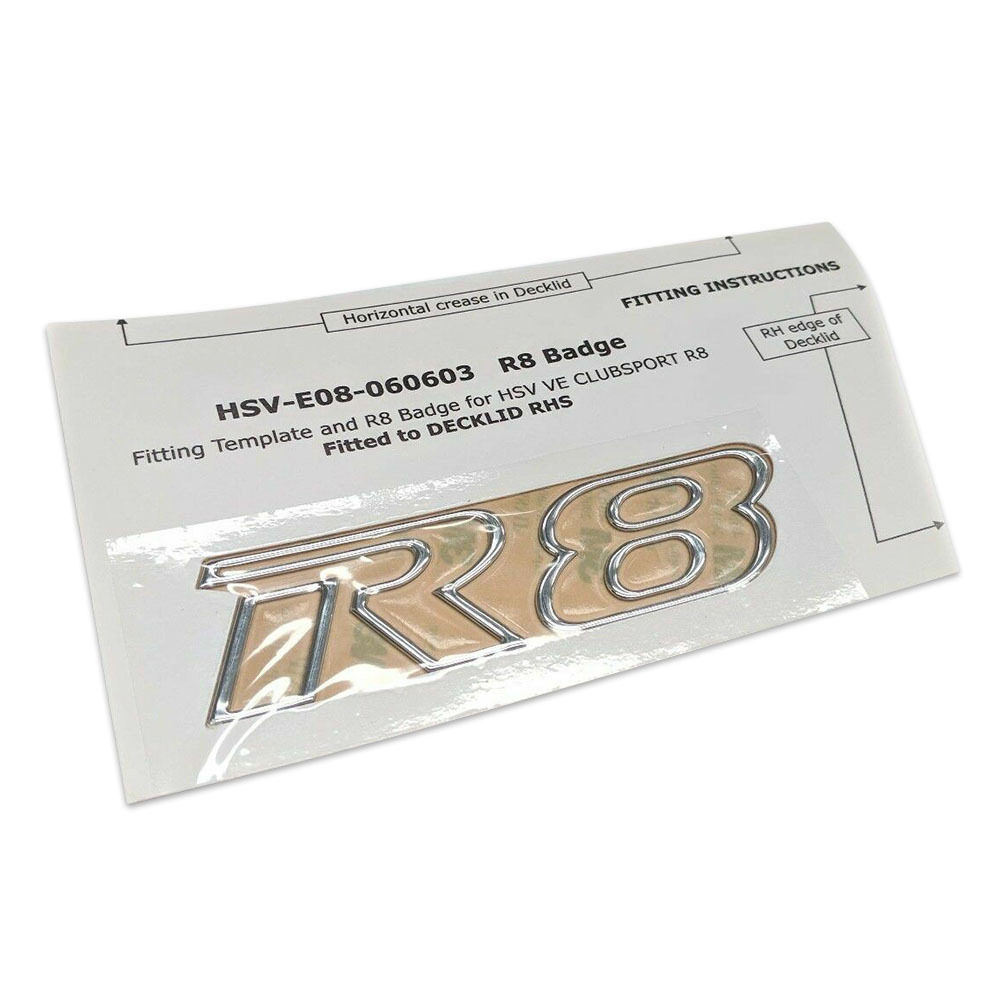 Horizontal crease in Decklid
FITTING INSTRUCTIONS
RH edge of
Decklid
HSV-E08-060603 R8 Badge
Fitting Template and R8 Badge for HSV VE CLUBSPORT R8
Fitted to DECKLID RHS
R8